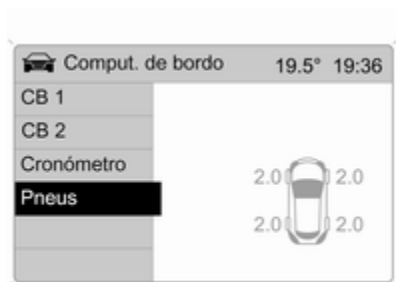 Comput. de bordo 19.5° 19:36
CB 1
CB 2
Cronómetro
2.0 2.0
Pneus
2.0 2.0